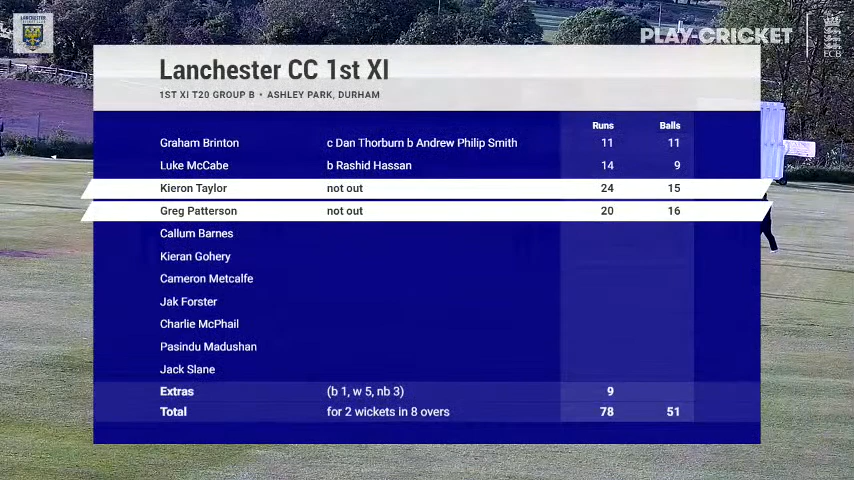 LANCHESTER
PLAY-CRICKET
ECB
Lanchester CC 1st XI
1ST XI T20 GROUP B • ASHLEY PARK, DURHAM
Runs Balls
Graham Brinton c Dan Thorburn b Andrew Philip Smith 11 11
Luke McCabe b Rashid Hassan 14 9
Kieron Taylor not out 24 15
Greg Patterson not out 20 16
Callum Barnes
Kieran Gohery
Cameron Metcalfe
Jak Forster
Charlie McPhail
Pasindu Madushan
Jack Slane
Extras (b 1, w 5, nb 3) 9
Total for 2 wickets in 8 overs 78 51